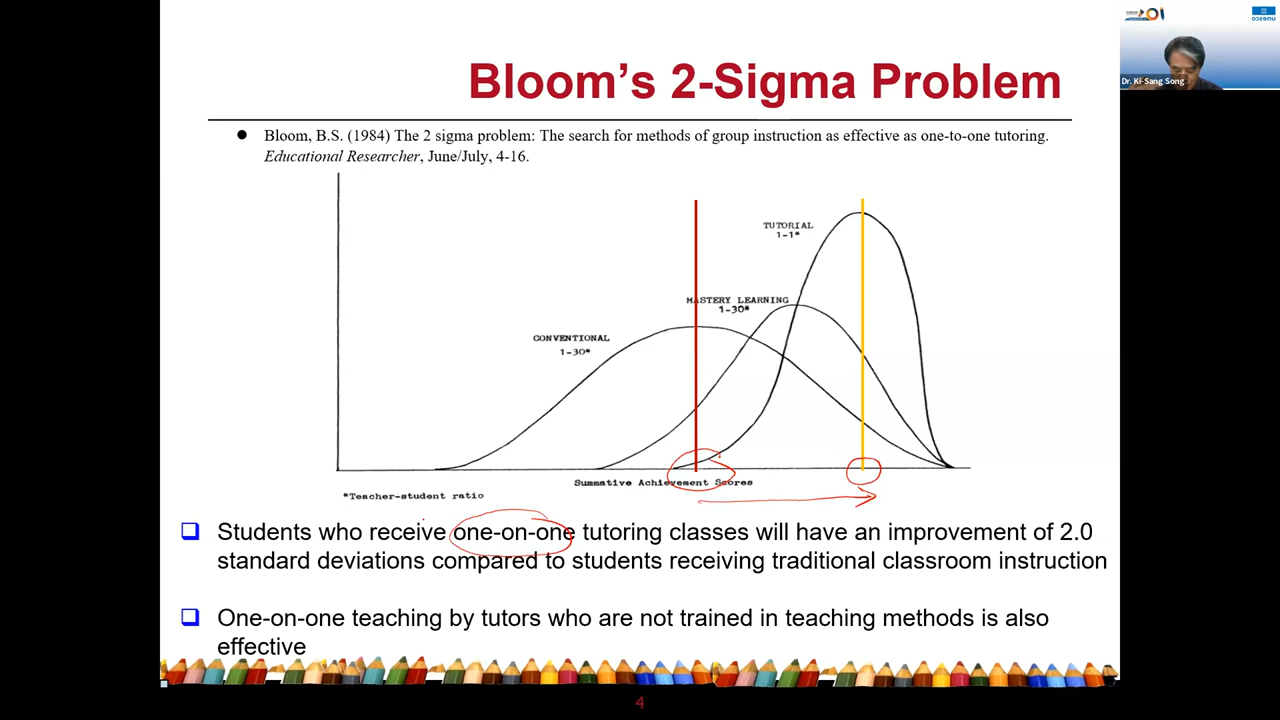 Bloom’s 2-Sigma Problem
Bloom, B.S. (1984) The 2 sigma problem: The search for methods of group instruction as effective as one-to-one tutoring.
Educational Researcher, June/July, 4-16.
TUTORIAL
1-1*
MASTERY LEARNING
1-30*
CONVENTIONAL
1-30*
Summative Achievement Scores
*Teacher-student ratio
Students who receive one-on-one tutoring classes will have an improvement of 2.0
standard deviations compared to students receiving traditional classroom instruction
One-on-one teaching by tutors who are not trained in teaching methods is also
effective
4
Dr. Ki-Sang Song
unesco